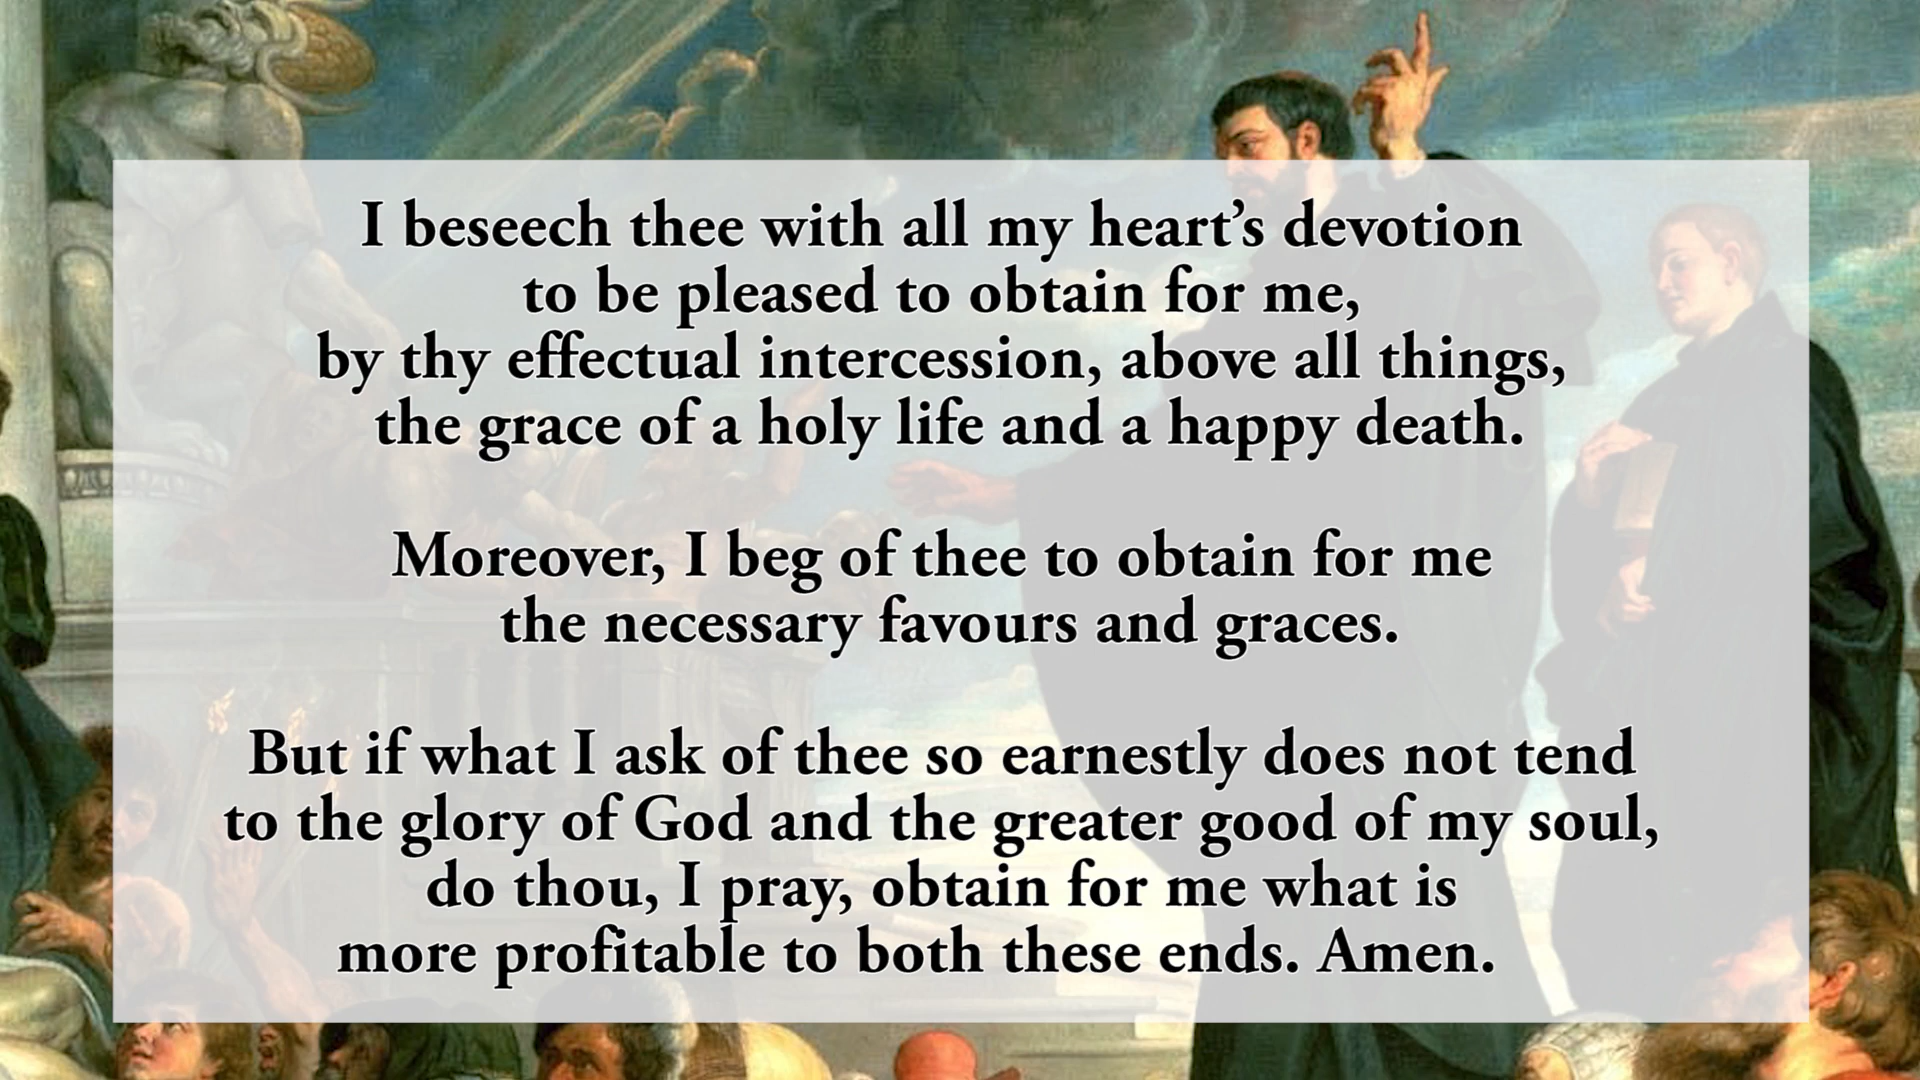 I beseech thee with all my heart’s devotion
to be pleased to obtain for me,
by thy effectual intercession, above all things,
the grace of a holy life and a happy death.
Moreover, I beg of thee to obtain for me
the necessary favours and graces.
But if what I ask of thee so earnestly does not tend
to the glory of God and the greater good of my soul,
do thou, I pray, obtain for me what is
more profitable to both these ends. Amen.